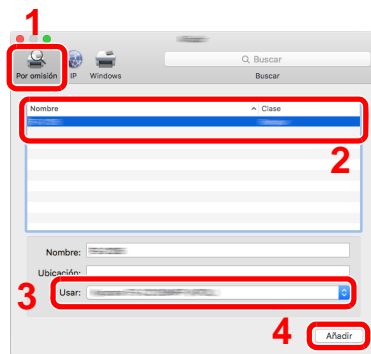 1
Buscar
Por omisión IP Windows Buscar
Nombre Clase
2
Nombre:
Ubicación:
3 Usar:
4 Añadir